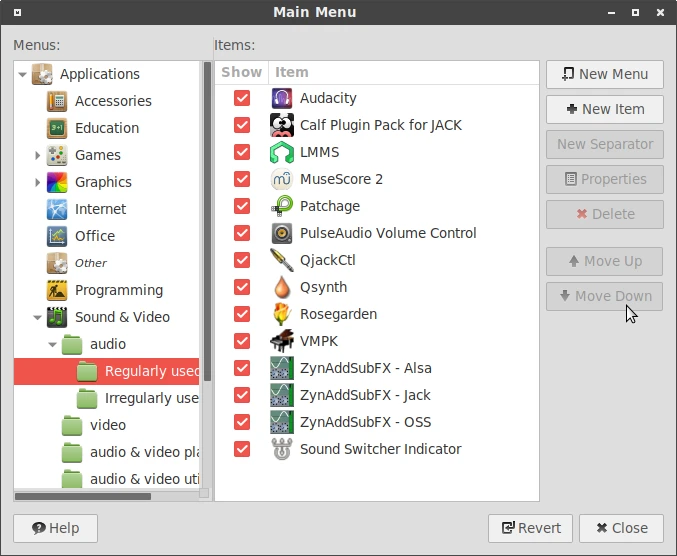 Main Menu
Menus:
Items:
Applications
Accessories
Education
Games
Graphics
Internet
Office
Other
Programming
Sound & Video
audio
Regularly used
Irregularly use
video
audio & video pla
audio & video uti
Show Item
Audacity
Calf Plugin Pack for JACK
LMMS
MuseScore 2
Patchage
PulseAudio Volume Control
QjackCtl
Qsynth
Rosegarden
VMPK
ZynAddSubFX - Alsa
ZynAddSubFX - Jack
ZynAddSubFX - OSS
Sound Switcher Indicator
New Menu
New Item
New Separator
Properties
Delete
Move Up
Move Down
Help
Revert
Close